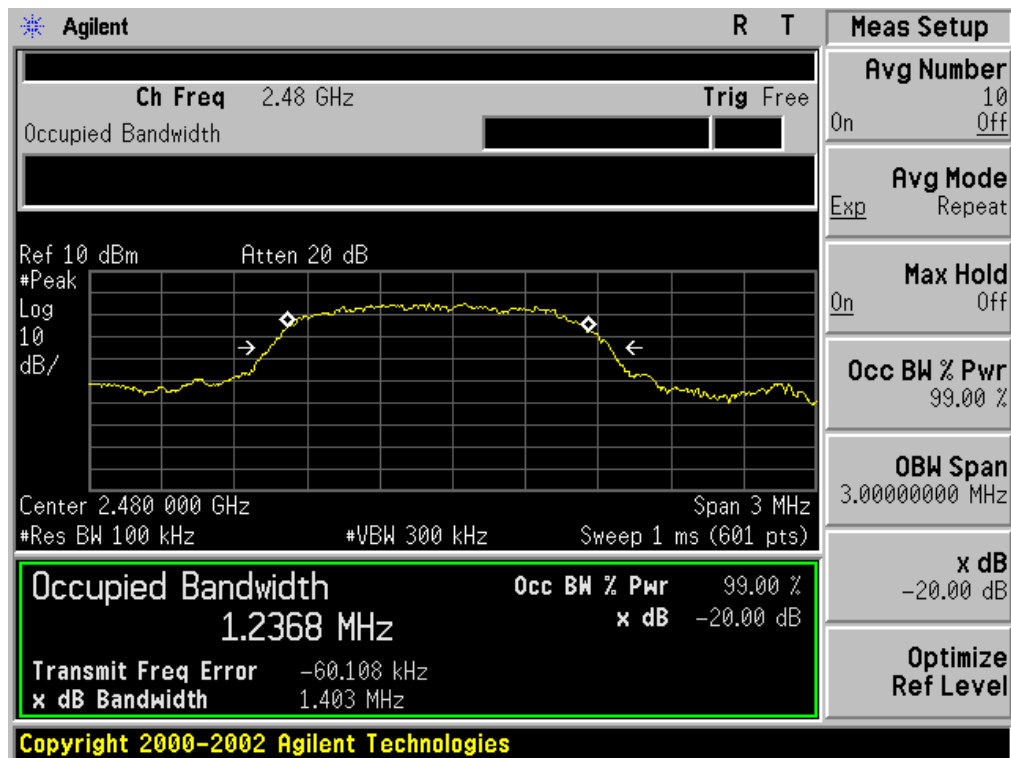 Agilent R T
Ch Freq 2.48 GHz Trig Free
Occupied Bandwidth
Ref 10 dBm Atten 20 dB
#Peak
Log
10
dB/
Center 2.480 000 GHz Span 3 MHz
#Res BW 100 kHz #VBW 300 kHz Sweep 1 ms (601 pts)
Occupied Bandwidth Occ BW % Pwr 99.00 %
1.2368 MHz x dB -20.00 dB
Transmit Freq Error -60.108 kHz
x dB Bandwidth 1.403 MHz
Copyright 2000-2002 Agilent Technologies
Meas Setup
Avg Number
10
On Off
Avg Mode
Exp Repeat
Max Hold
On Off
Occ BW % Pwr
99.00 %
OBW Span
3.00000000 MHz
x dB
-20.00 dB
Optimize
Ref Level